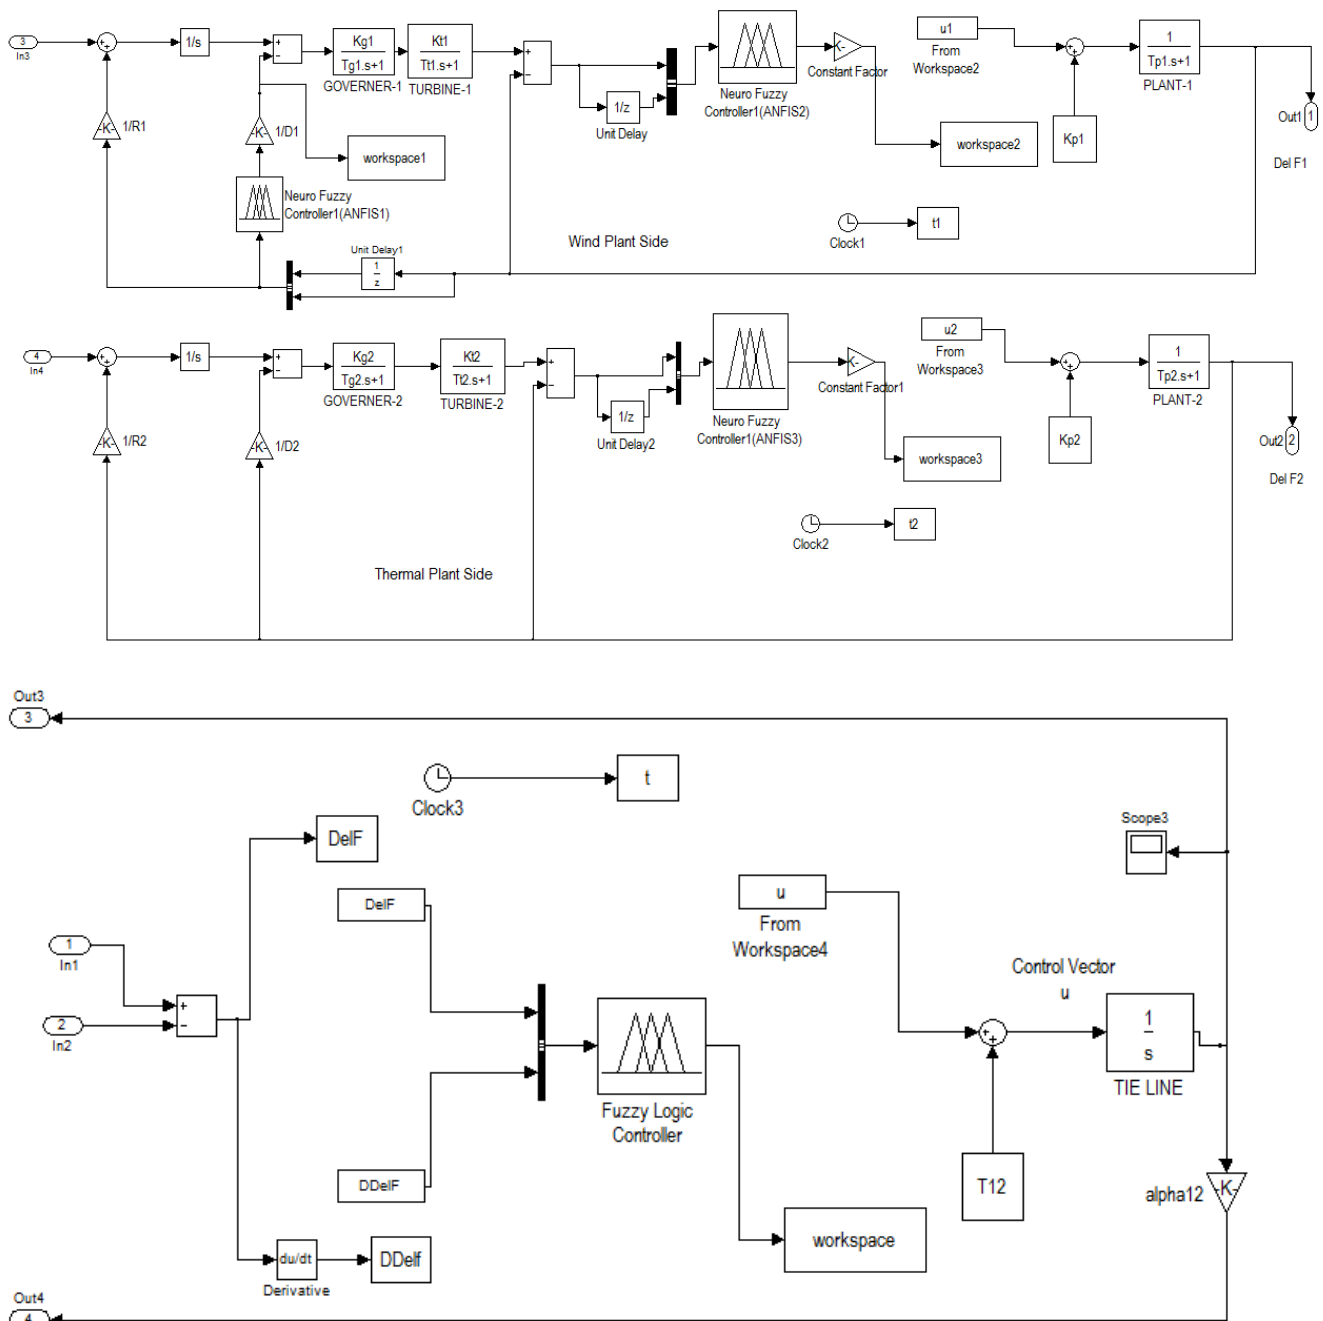 3
In3
1/s
+
−
Kg1
Tg1.s+1
GOVERNER-1
Kt1
Tt1.s+1
TURBINE-1
+
−
1/z
Unit Delay
Neuro Fuzzy
Controller1(ANFIS2)
K-
Constant Factor
u1
From
Workspace2
+
+
1
Tp1.s+1
PLANT-1
Kp1
Out1
1
Del F1
-K-
1/R1
-K-
1/D1
workspace1
workspace2
Neuro Fuzzy
Controller1(ANFIS1)
Clock1
t1
Wind Plant Side
Unit Delay1
1
z
4
In4
1/s
+
−
Kg2
Tg2.s+1
GOVERNER-2
Kt2
Tt2.s+1
TURBINE-2
+
−
1/z
Unit Delay2
Neuro Fuzzy
Controller1(ANFIS3)
K-
Constant Factor1
u2
From
Workspace3
+
+
1
Tp2.s+1
PLANT-2
Kp2
Out2
2
Del F2
-K-
1/R2
-K-
1/D2
workspace3
Clock2
t2
Thermal Plant Side
Out3
3
Clock3
t
Scope3
DelF
DelF
u
From
Workspace4
1
In1
2
In2
+
−
Control Vector
u
+
+
1
s
TIE LINE
Fuzzy Logic
Controller
T12
alpha12
-K-
DDelF
workspace
du/dt
Derivative
DDelf
Out4
4